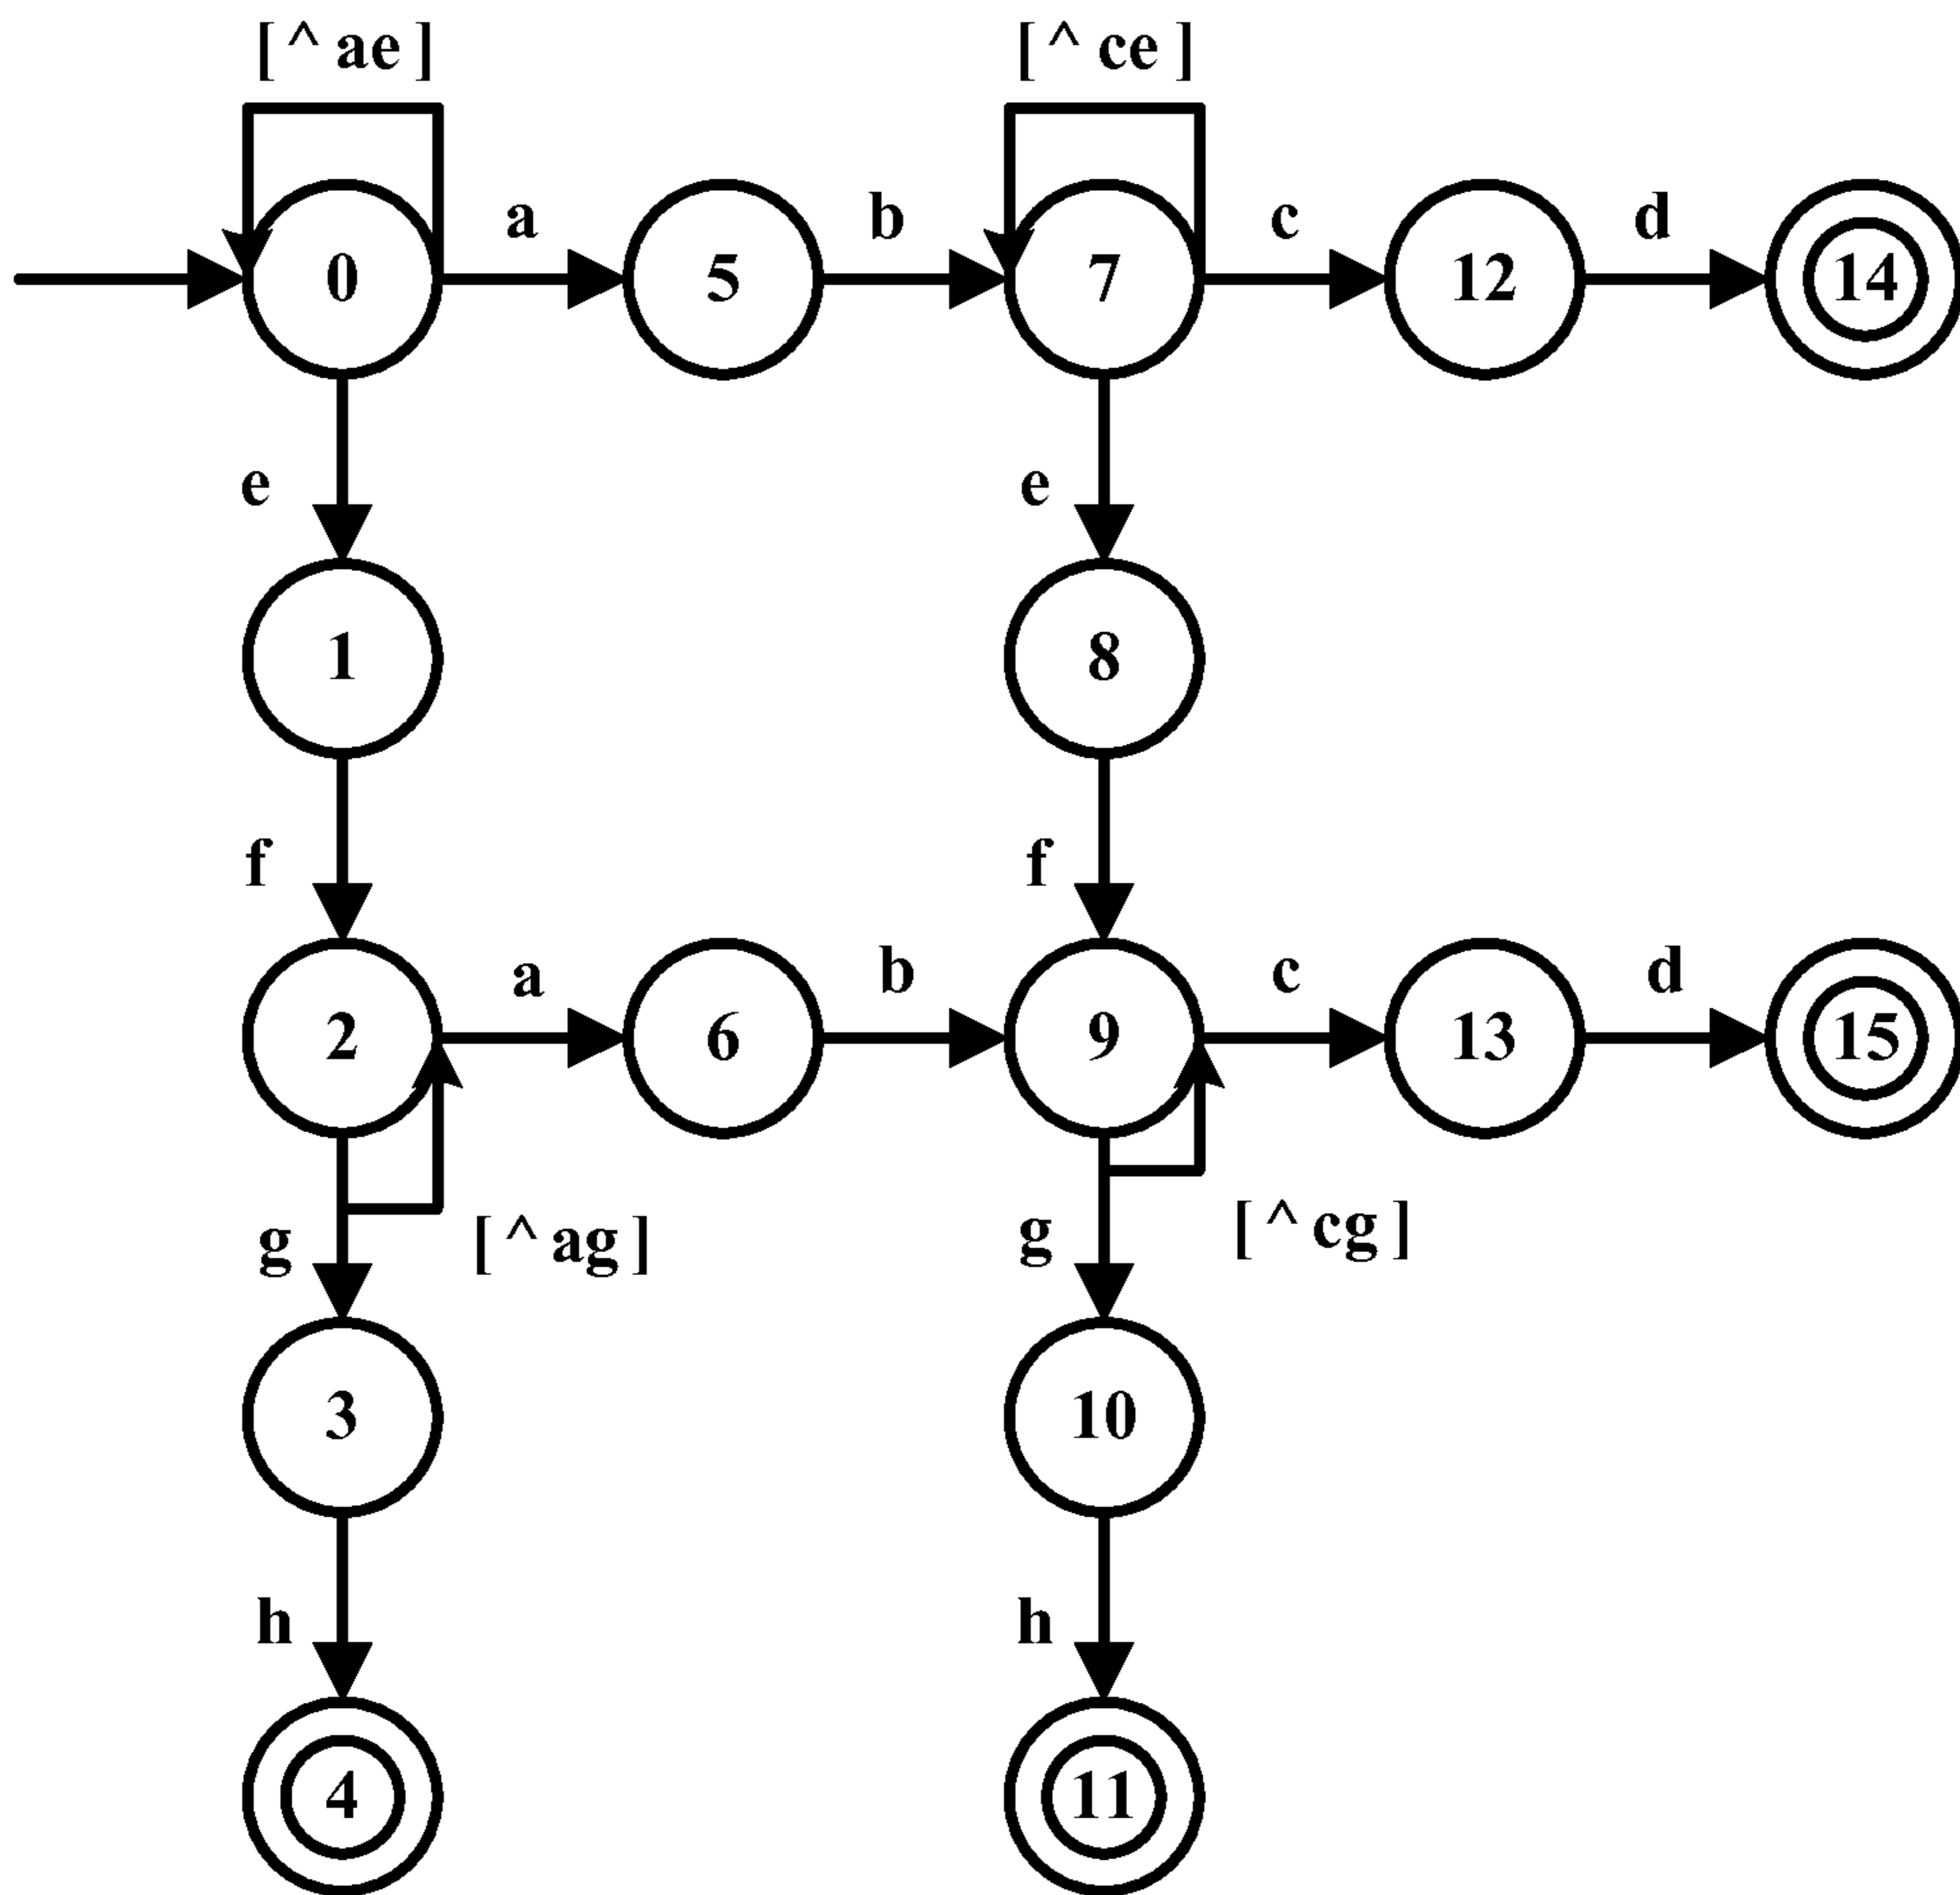 [ ^ ae ] [ ^ ce ]
a b c d
0 5 7 12 14
e e
1 8
f f
a b c d
2 6 9 13 15
g [ ^ ag ] g [ ^ cg ]
3 10
h h
4 11